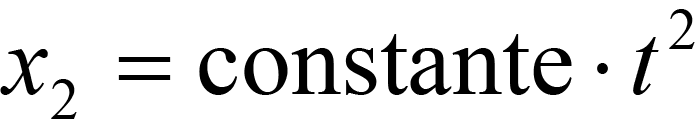 x₂ = constante · t²